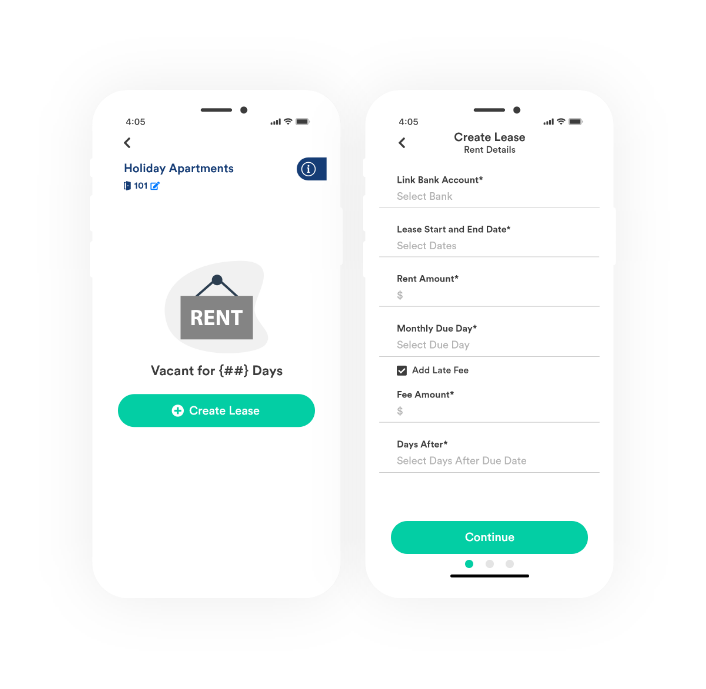 4:05
Holiday Apartments
101
RENT
Vacant for {##} Days
Create Lease
4:05
Create Lease
Rent Details
Link Bank Account*
Select Bank
Lease Start and End Date*
Select Dates
Rent Amount*
$
Monthly Due Day*
Select Due Day
Add Late Fee
Fee Amount*
$
Days After*
Select Days After Due Date
Continue